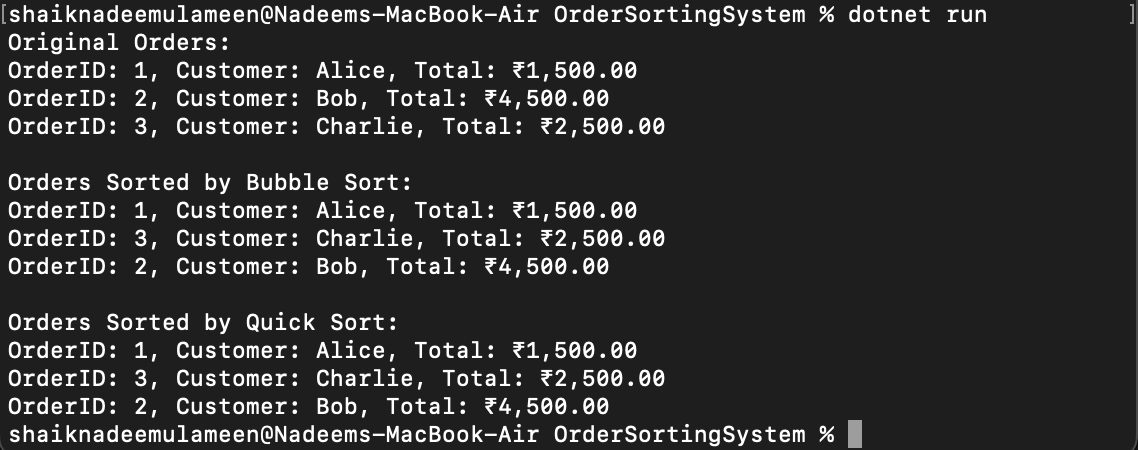 [shaiknadeemulameen@Nadeems-MacBook-Air OrderSortingSystem % dotnet run ]
Original Orders:
OrderID: 1, Customer: Alice, Total: ₹1,500.00
OrderID: 2, Customer: Bob, Total: ₹4,500.00
OrderID: 3, Customer: Charlie, Total: ₹2,500.00

Orders Sorted by Bubble Sort:
OrderID: 1, Customer: Alice, Total: ₹1,500.00
OrderID: 3, Customer: Charlie, Total: ₹2,500.00
OrderID: 2, Customer: Bob, Total: ₹4,500.00

Orders Sorted by Quick Sort:
OrderID: 1, Customer: Alice, Total: ₹1,500.00
OrderID: 3, Customer: Charlie, Total: ₹2,500.00
OrderID: 2, Customer: Bob, Total: ₹4,500.00
shaiknadeemulameen@Nadeems-MacBook-Air OrderSortingSystem %